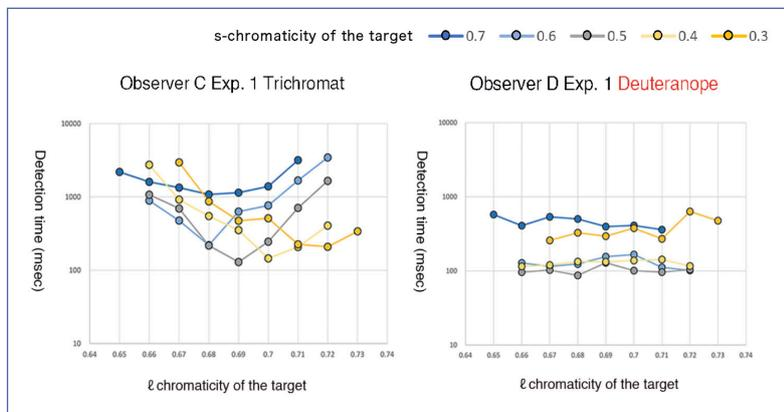 s-chromaticity of the target 0.7 0.6 0.5 0.4 0.3
Observer C Exp. 1 Trichromat
Observer D Exp. 1 Deuteranope
Detection time (msec)
10000
1000
100
10
0.64 0.65 0.66 0.67 0.68 0.69 0.7 0.71 0.72 0.73 0.74
ℓ chromaticity of the target
Detection time (msec)
10000
1000
100
10
0.64 0.65 0.66 0.67 0.68 0.69 0.7 0.71 0.72 0.73 0.74
ℓ chromaticity of the target